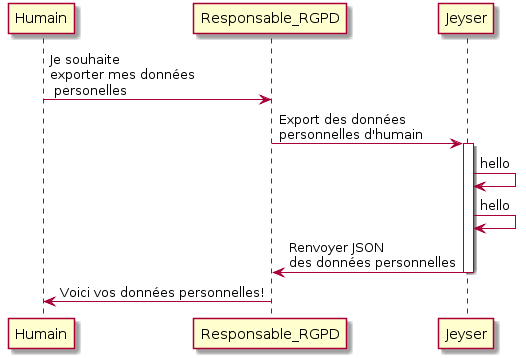 Humain Responsable_RGPD Jeyser
Je souhaite
exporter mes données
personelles
Export des données
personnelles d'humain
hello
hello
Renvoyer JSON
des données personnelles
Voici vos données personnelles!
Humain Responsable_RGPD Jeyser